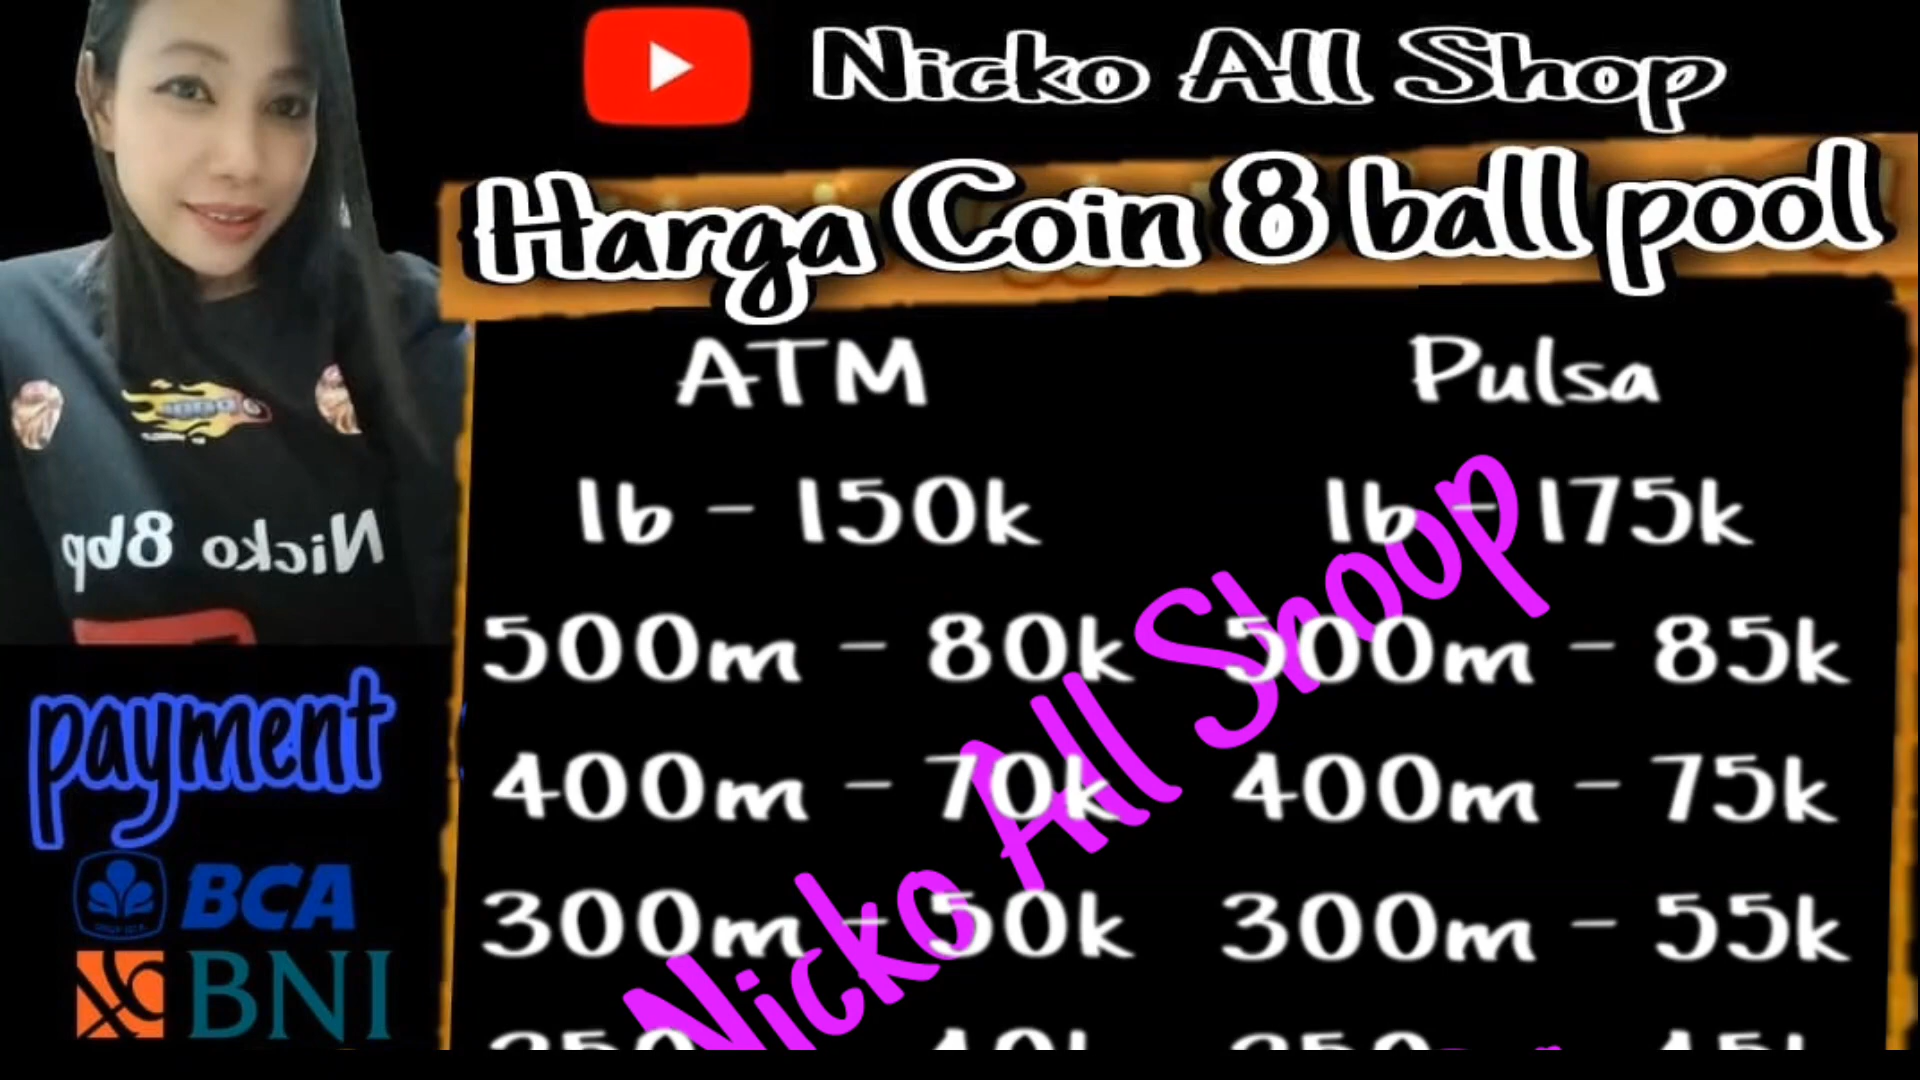 Nicko All Shop
Harga Coin 8 ball pool
ATM Pulsa
1b - 150k 1b - 175k
500m - 80k 500m - 85k
400m - 70k 400m - 75k
300m - 50k 300m - 55k
Nicko All Shoop
Nicko 8bp
payment
BCA
BNI